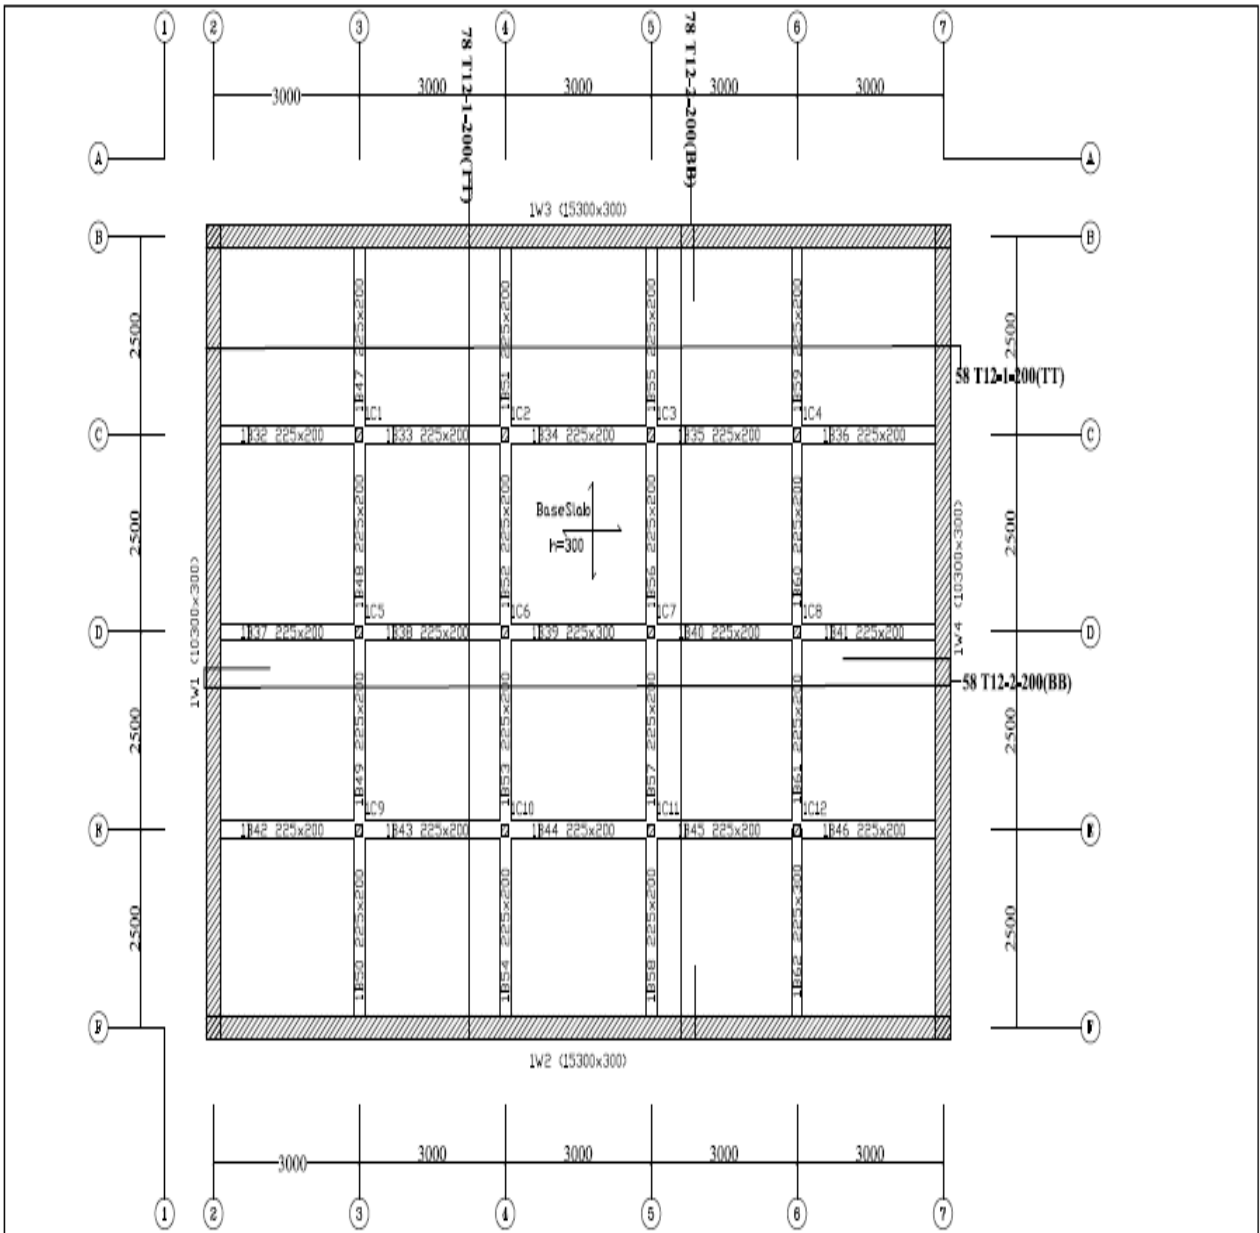 1 2 3 4 5 6 7
78 T12-1-200(TT)
78 T12-2-200(BB)
3000 3000 3000 3000 3000
A A
1W3 (15300x300)
B B
1B47 225x200
1B51 225x200
1B55 225x200
1B59 225x200
2500 2500
58 T12-1-200(TT)
1C1 1C2 1C3 1C4
C C
1B32 225x200 1B33 225x200 1B34 225x200 1B35 225x200 1B36 225x200
1B48 225x200
1B52 225x200
1B56 225x200
1B60 225x200
BaseSlab
h=300
2500 2500
1W1 (10300x300)
1W4 (10300x300)
1C5 1C6 1C7 1C8
D D
1B37 225x200 1B38 225x200 1B39 225x300 1B40 225x200 1B41 225x200
58 T12-2-200(BB)
1B49 225x200
1B53 225x200
1B57 225x200
1B61 225x200
2500 2500
1C9 1C10 1C11 1C12
E E
1B42 225x200 1B43 225x200 1B44 225x200 1B45 225x200 1B46 225x200
1B50 225x200
1B54 225x200
1B58 225x200
1B62 225x300
2500 2500
F F
1W2 (15300x300)
3000 3000 3000 3000 3000
1 2 3 4 5 6 7